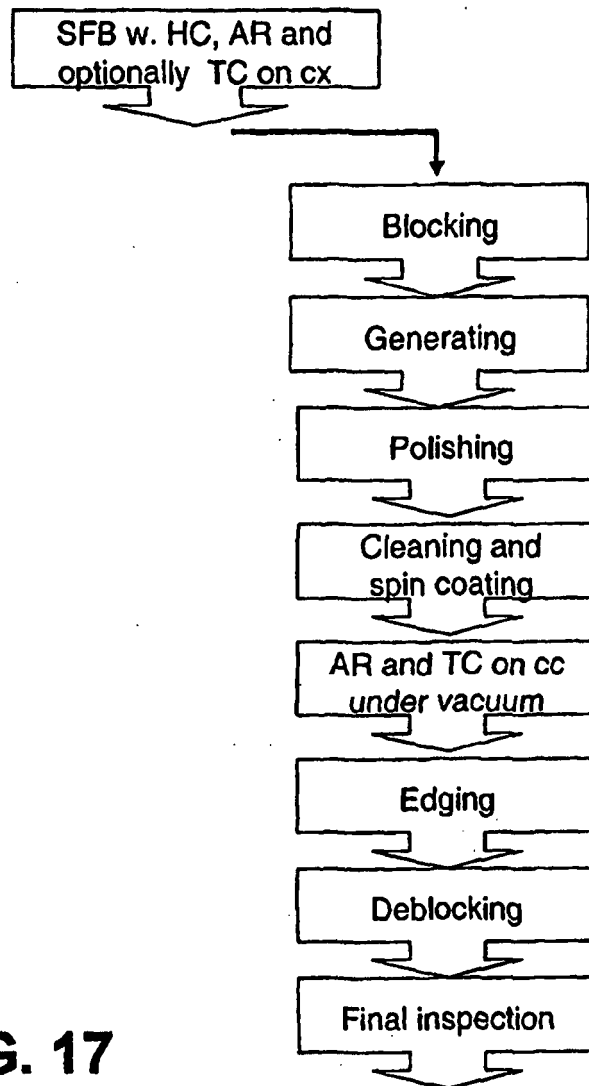 SFB w. HC, AR and
optionally TC on cx
Blocking
Generating
Polishing
Cleaning and
spin coating
AR and TC on cc
under vacuum
Edging
Deblocking
Final inspection
G. 17